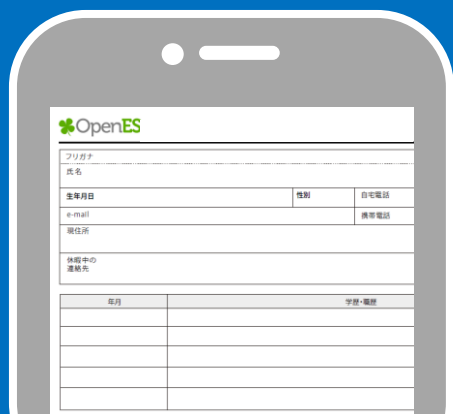 OpenES
フリガナ
氏名
生年月日 性別 自宅電話
e-mail 携帯電話
現住所
休暇中の
連絡先
年月 学歴・職歴